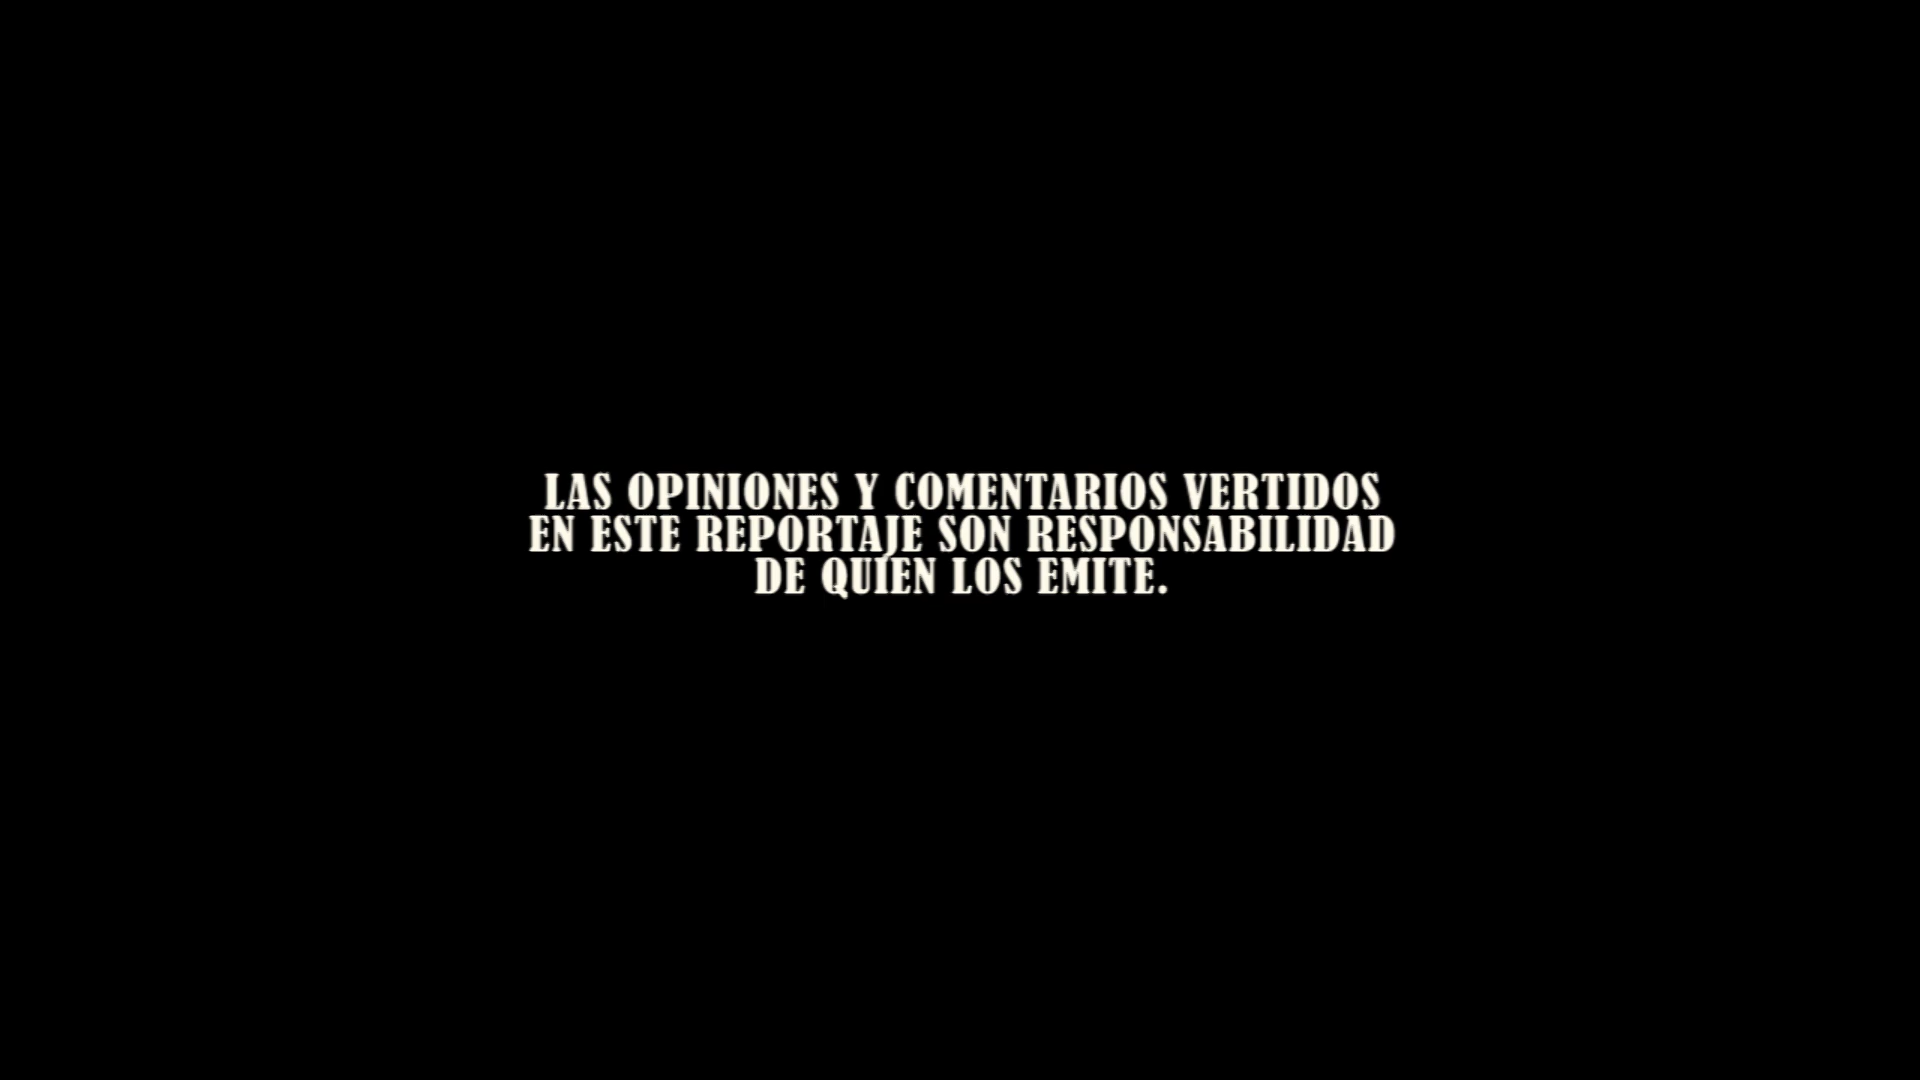 LAS OPINIONES Y COMENTARIOS VERTIDOS
EN ESTE REPORTAJE SON RESPONSABILIDAD
DE QUIEN LOS EMITE.